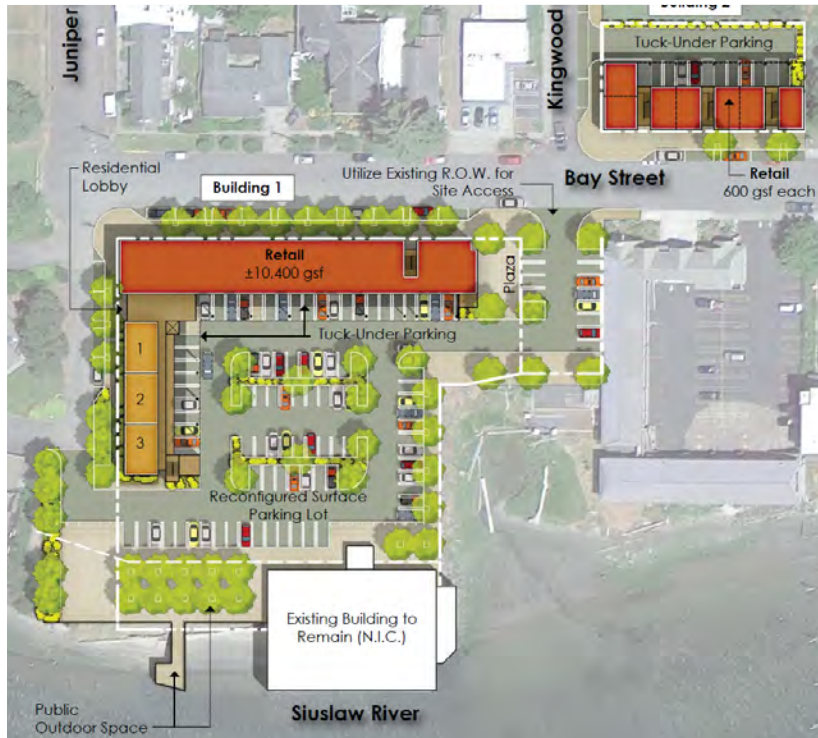 Juniper
Kingwood
Building 2
Tuck-Under Parking
Residential
Lobby
Building 1
Utilize Existing R.O.W. for
Site Access
Bay Street
Retail
600 gsf each
Retail
±10,400 gsf
Plaza
Tuck-Under Parking
1
2
3
Reconfigured Surface
Parking Lot
Existing Building to
Remain (N.I.C.)
Public
Outdoor Space
Siuslaw River